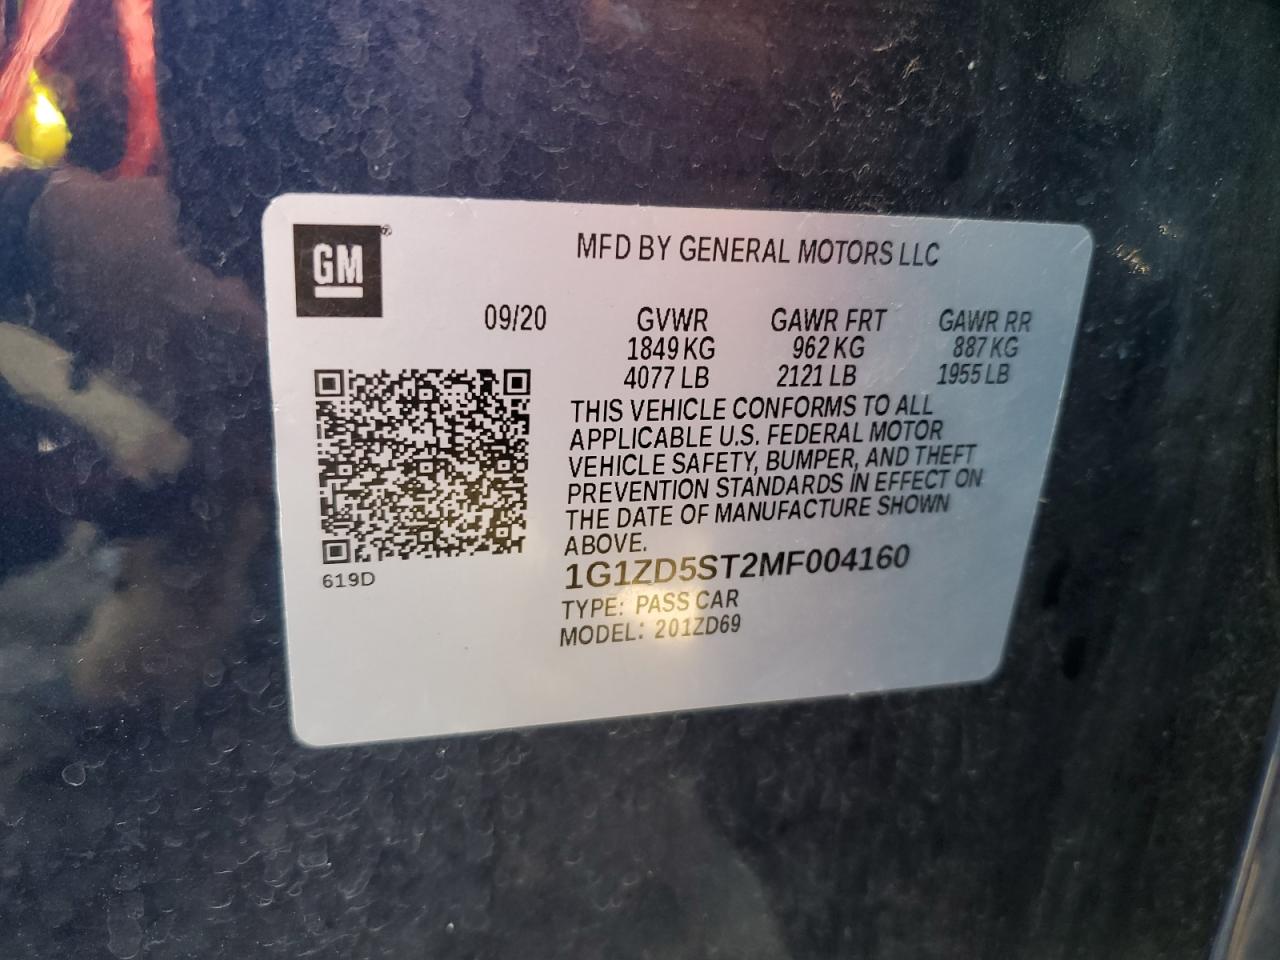 GM
MFD BY GENERAL MOTORS LLC
09/20 GVWR GAWR FRT GAWR RR
1849 KG 962 KG 887 KG
4077 LB 2121 LB 1955 LB
THIS VEHICLE CONFORMS TO ALL
APPLICABLE U.S. FEDERAL MOTOR
VEHICLE SAFETY, BUMPER, AND THEFT
PREVENTION STANDARDS IN EFFECT ON
THE DATE OF MANUFACTURE SHOWN
ABOVE.
1G1ZD5ST2MF004160
619D
TYPE: PASS CAR
MODEL: 201ZD69